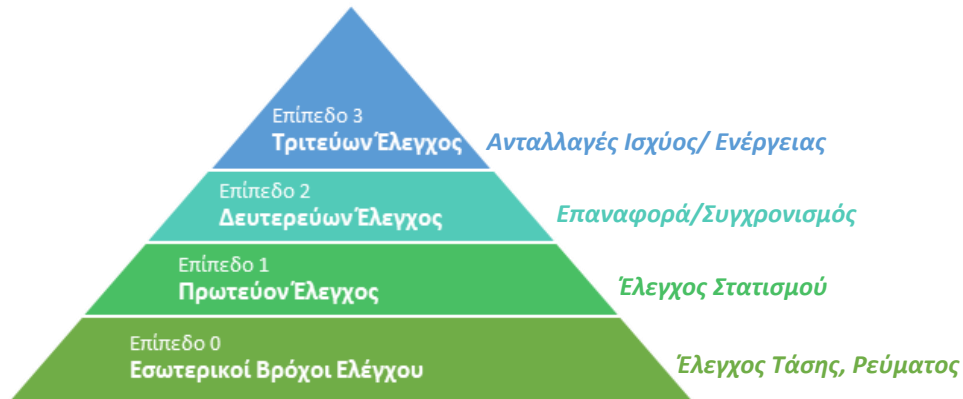 Επίπεδο 3
Τριτεύων Έλεγχος
Ανταλλαγές Ισχύος/ Ενέργειας
Επίπεδο 2
Δευτερεύων Έλεγχος
Επαναφορά/Συγχρονισμός
Επίπεδο 1
Πρωτεύον Έλεγχος
Έλεγχος Στατισμού
Επίπεδο 0
Εσωτερικοί Βρόχοι Ελέγχου
Έλεγχος Τάσης, Ρεύματος